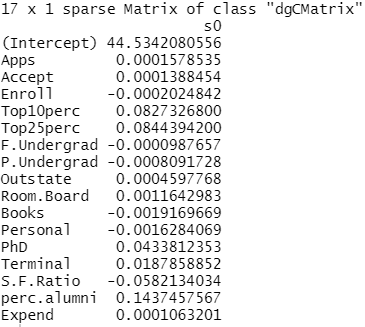 17 x 1 sparse Matrix of class "dgCMatrix"
s0
(Intercept) 44.5342080556
Apps 0.0001578535
Accept 0.0001388454
Enroll -0.0002024842
Top10perc 0.0827326800
Top25perc 0.0844394200
F.Undergrad -0.0000987657
P.Undergrad -0.0008091728
Outstate 0.0004597768
Room.Board 0.0011642983
Books -0.0019169669
Personal -0.0016284069
PhD 0.0433812353
Terminal 0.0187858852
S.F.Ratio -0.0582134034
perc.alumni 0.1437457567
Expend 0.0001063201